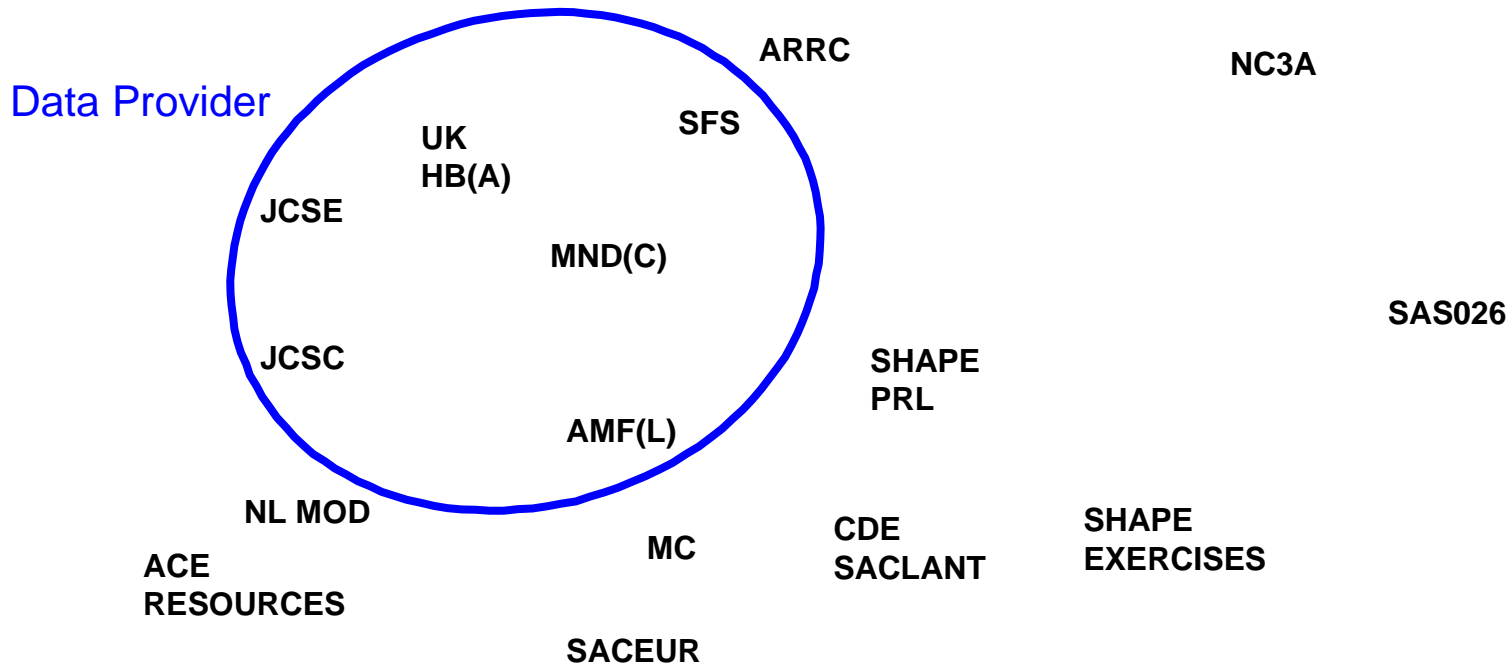 ARRC
NC3A
Data Provider
SFS
UK
HB(A)
JCSE
MND(C)
SAS026
JCSC
SHAPE
PRL
AMF(L)
NL MOD
MC
CDE
SACLANT
SHAPE
EXERCISES
ACE
RESOURCES
SACEUR